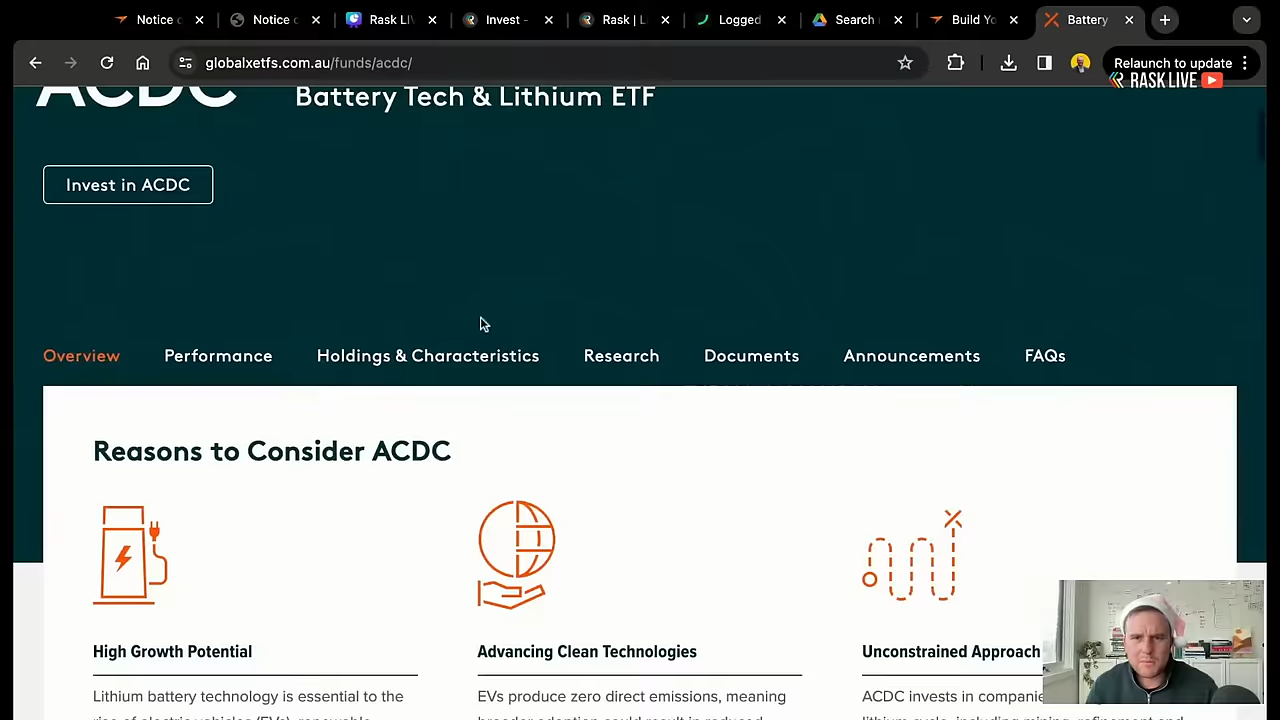 Notice o
Notice o
Rask LIV
Invest -
Rask | L
Logged
Search
Build Yo
Battery
globalxetfs.com.au/funds/acdc/
Relaunch to update
RASK LIVE
ACDC
Battery Tech & Lithium ETF
Invest in ACDC
Overview
Performance
Holdings & Characteristics
Research
Documents
Announcements
FAQs
Reasons to Consider ACDC
High Growth Potential
Advancing Clean Technologies
Unconstrained Approach
Lithium battery technology is essential to the
EVs produce zero direct emissions, meaning
ACDC invests in companie